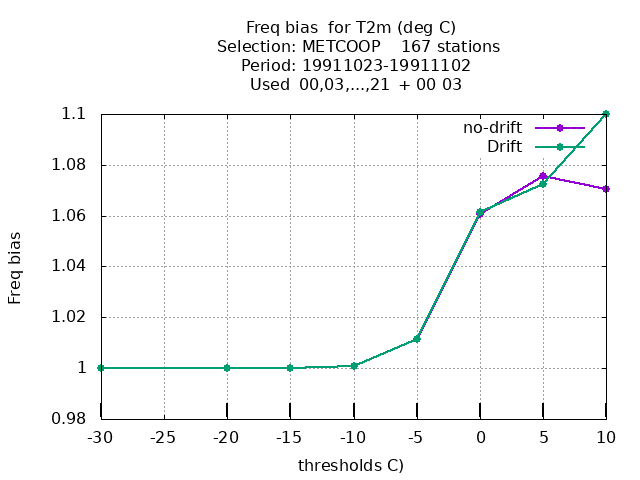 Freq bias  for T2m (deg C)
Selection: METCOOP    167 stations
Period: 19911023-19911102
Used  00,03,...,21  + 00 03
no-drift
Drift
1.1
1.08
1.06
1.04
1.02
1
0.98
Freq bias
-30 -25 -20 -15 -10 -5 0 5 10
thresholds C)